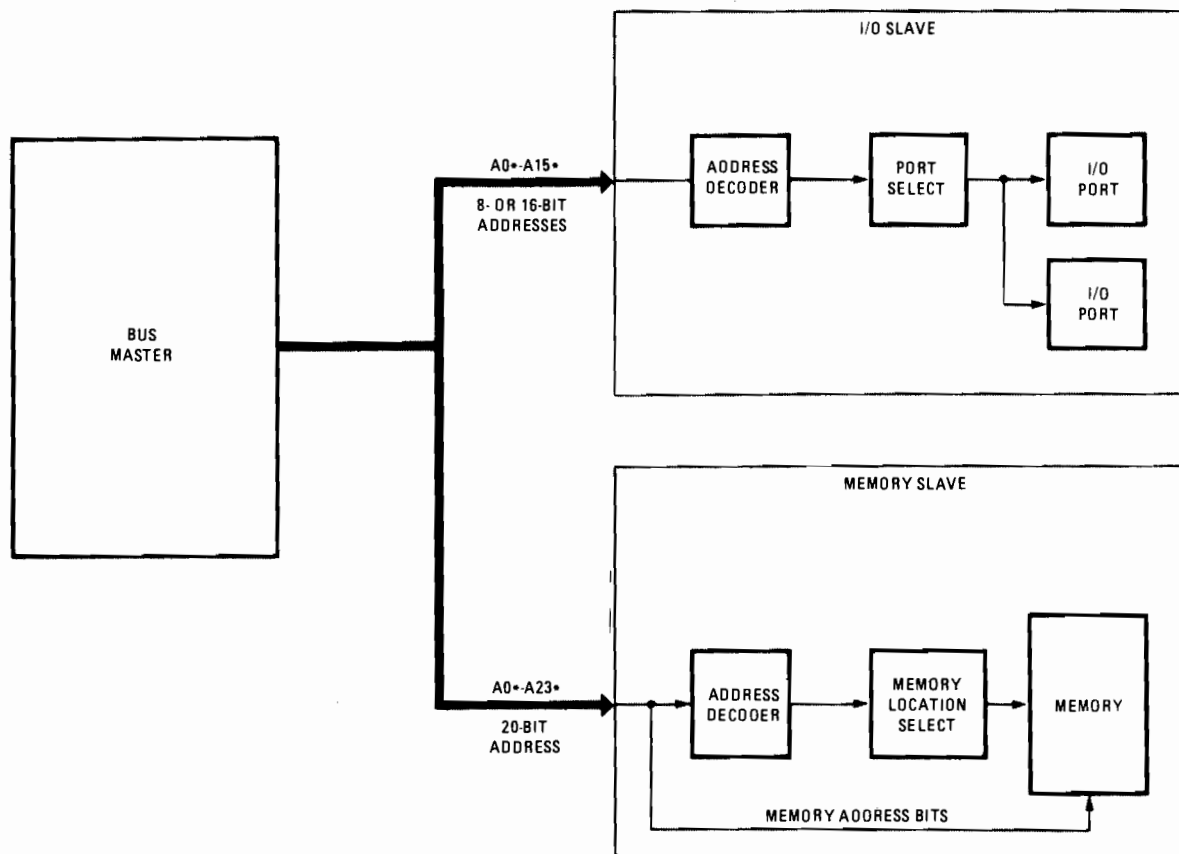 I/O SLAVE
BUS
MASTER
A0•-A15•
8- OR 16-BIT
ADDRESSES
ADDRESS
DECODER
PORT
SELECT
I/O
PORT
I/O
PORT
MEMORY SLAVE
A0•-A23•
20-BIT
ADDRESS
ADDRESS
DECODER
MEMORY
LOCATION
SELECT
MEMORY
MEMORY ADDRESS BITS